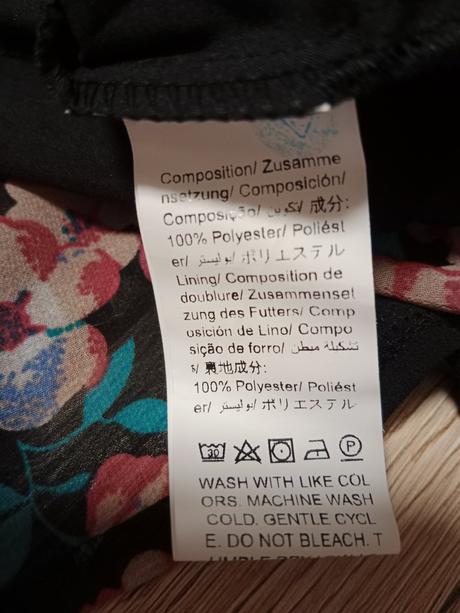 Composition/ Zusamme
nsetzung/ Composición/
Composição/ تكوين/ 成分:
100% Polyester/ Poliést
er/ بوليستر/ ポリエステル
Lining/ Composition de
doublure/ Zusammenset
zung des Futters/ Comp
osición de Lino/ Compo
sição de forro/ تشكيلة مبطن
s/ 裏地成分:
100% Polyester/ Poliést
er/ بوليستر/ ポリエステル
30 P
WASH WITH LIKE COL
ORS. MACHINE WASH
COLD. GENTLE CYCL
E. DO NOT BLEACH. T
UMBLE DRY